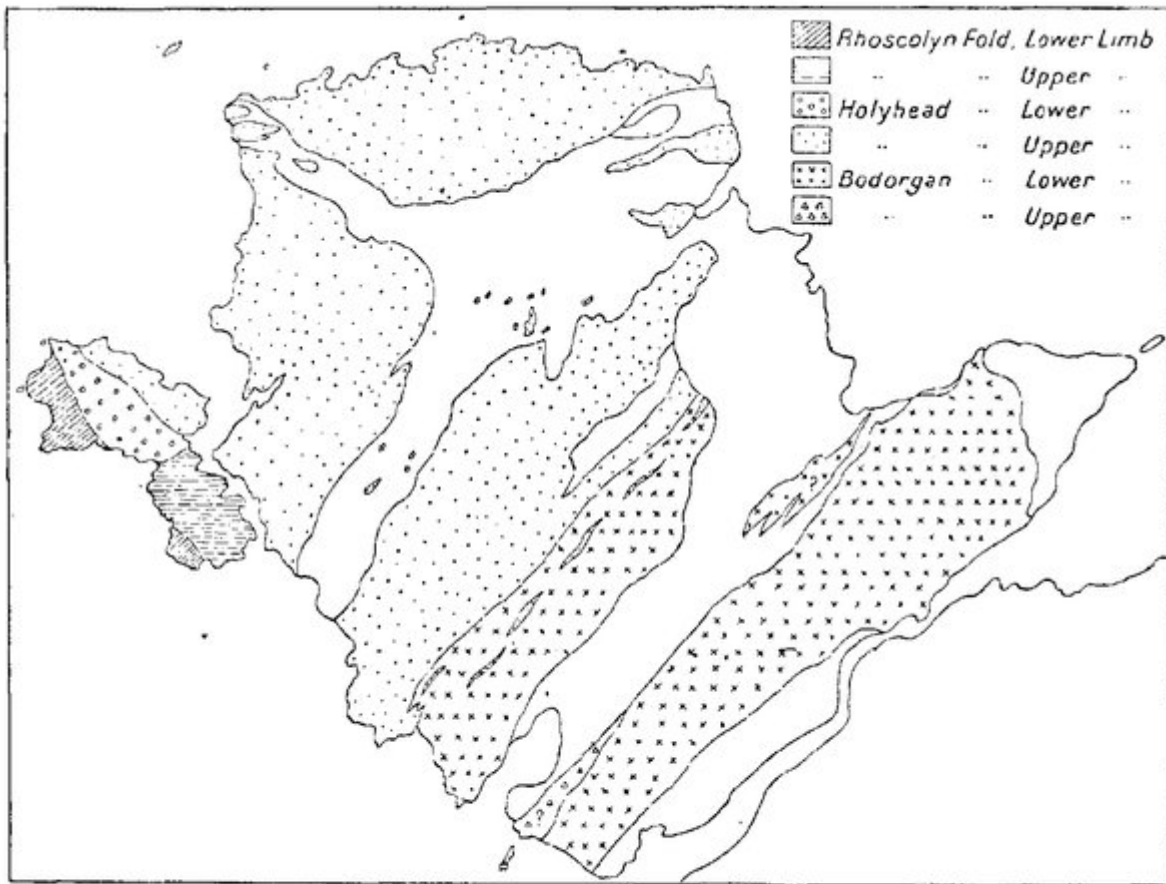 Rhoscolyn Fold, Lower Limb
" " Upper "
Holyhead " Lower "
" " Upper "
Bodorgan " Lower "
" " Upper "
?